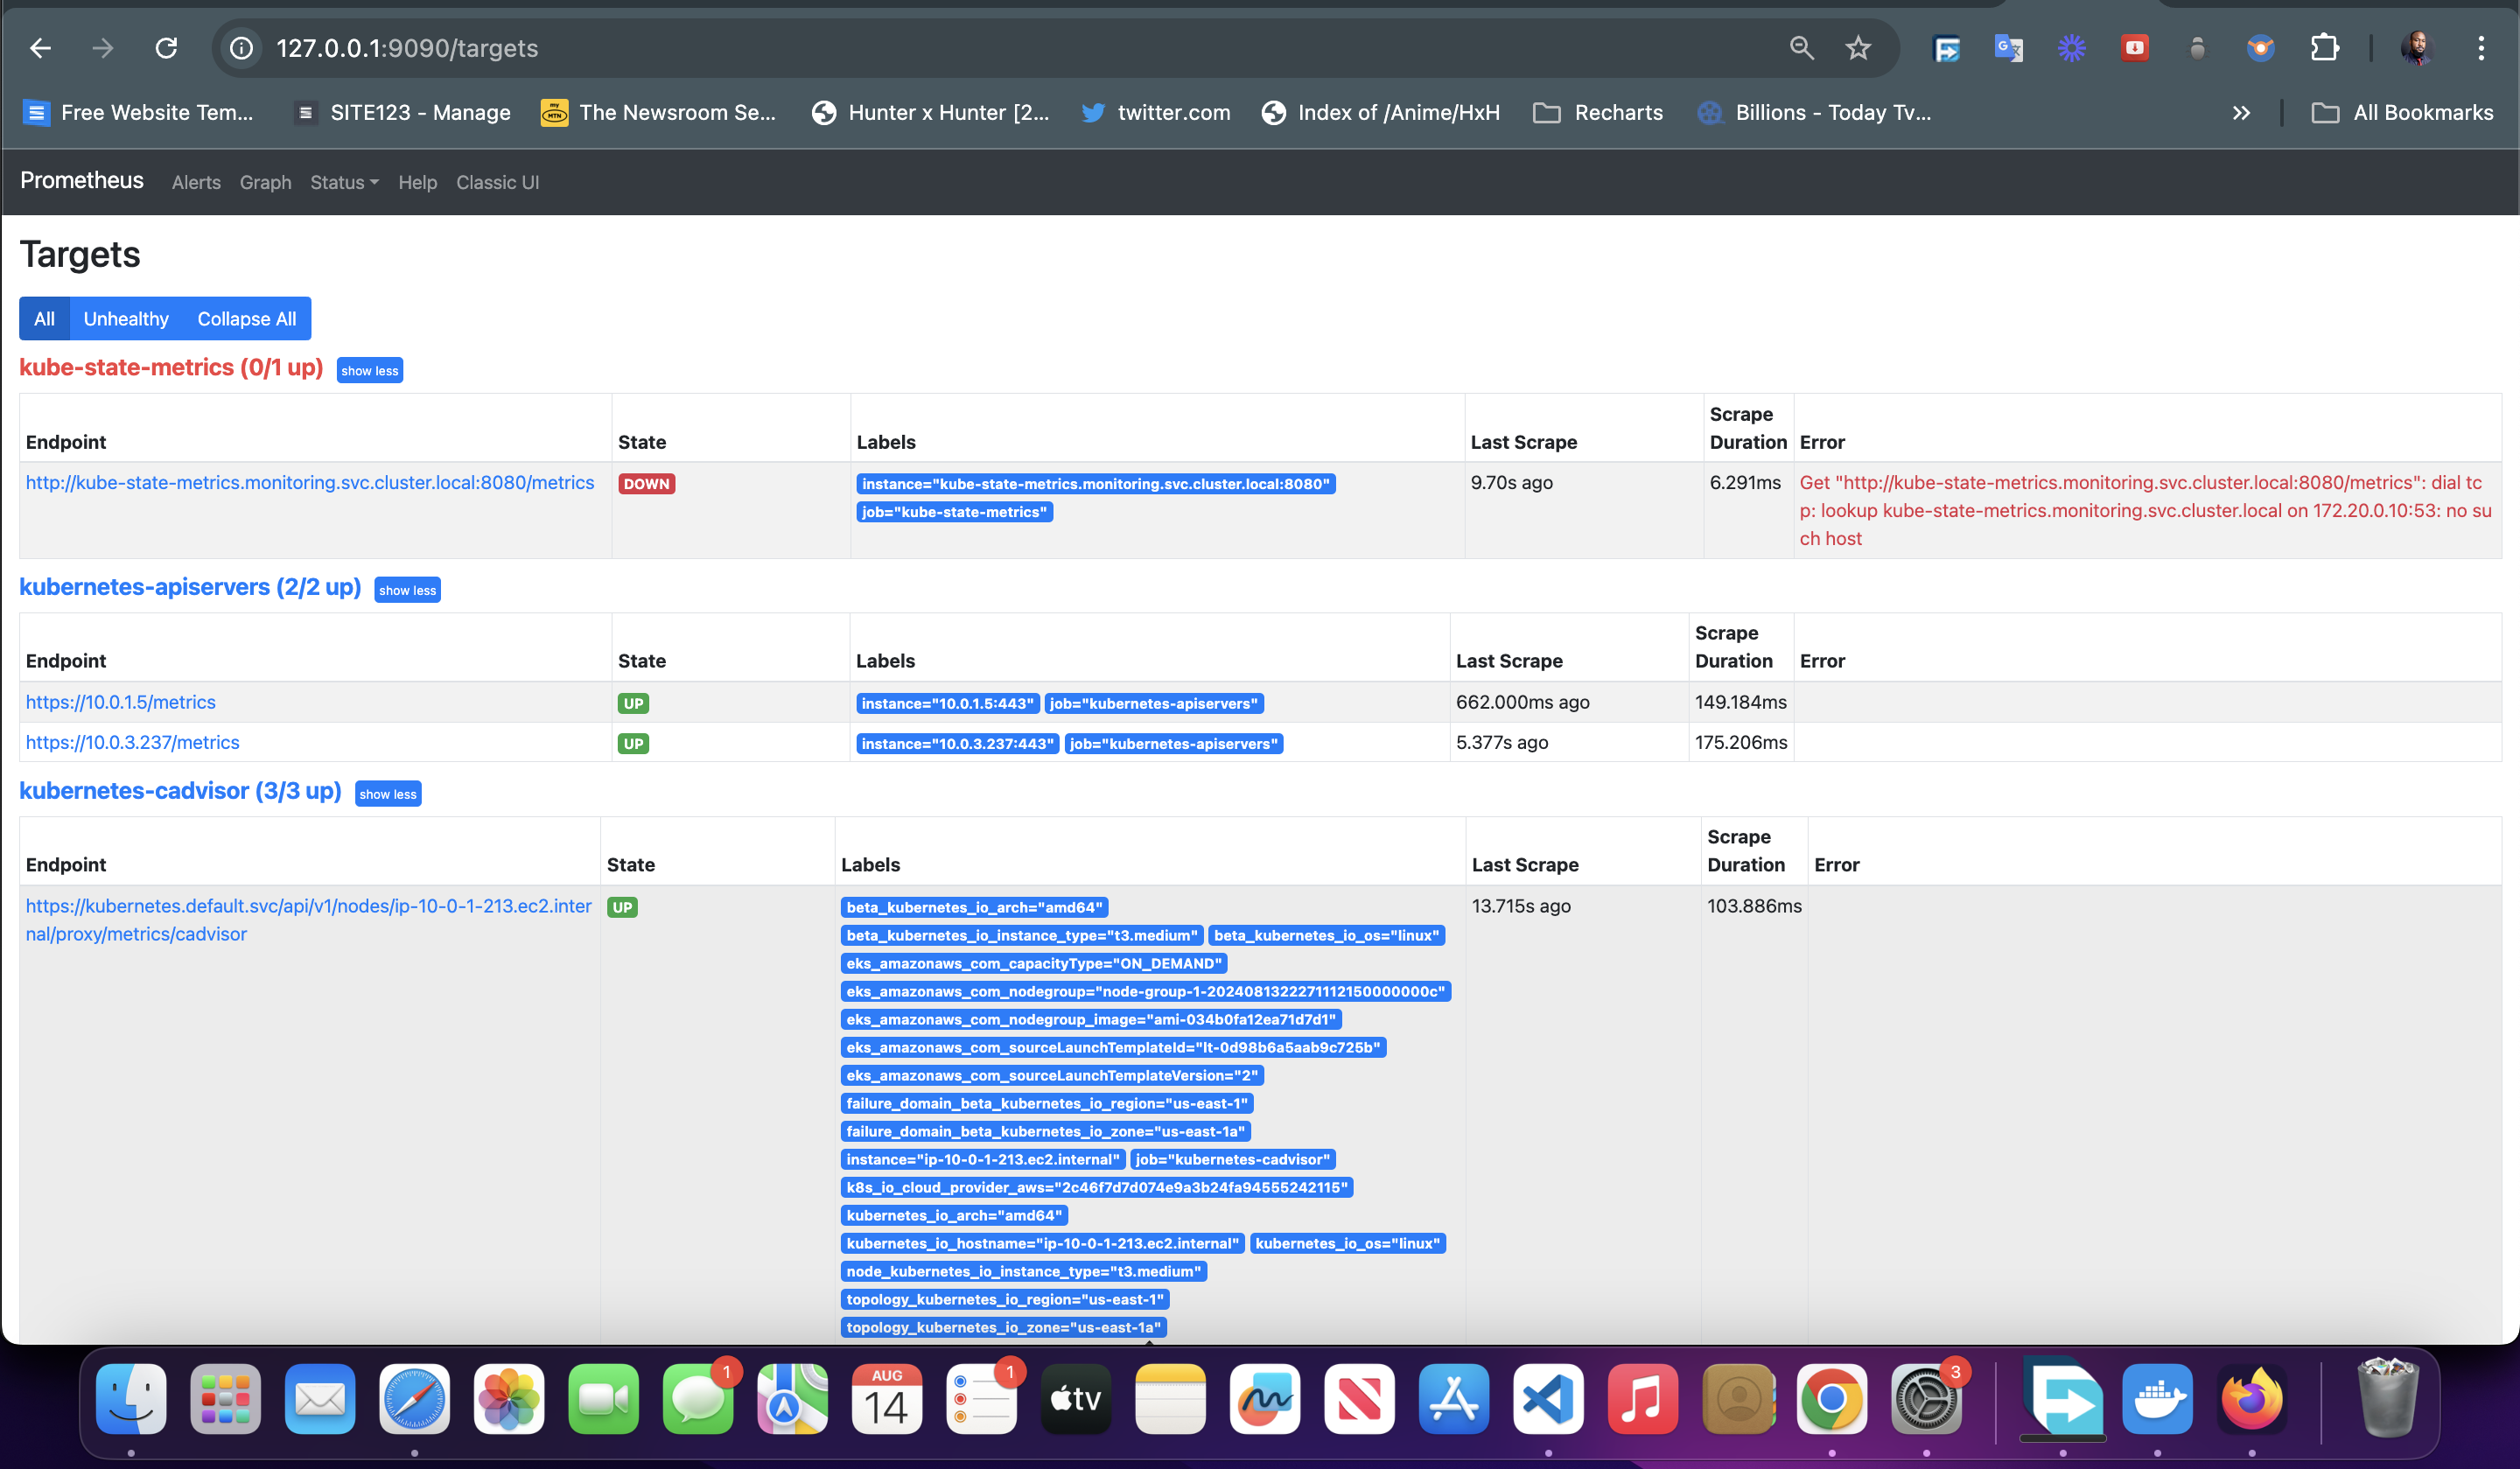 127.0.0.1:9090/targets
Free Website Tem... SITE123 - Manage The Newsroom Se... Hunter x Hunter [2... twitter.com Index of /Anime/HxH Recharts Billions - Today Tv... All Bookmarks
Prometheus Alerts Graph Status Help Classic UI
Targets
All Unhealthy Collapse All
kube-state-metrics (0/1 up) show less
Endpoint State Labels Last Scrape Scrape Duration Error
http://kube-state-metrics.monitoring.svc.cluster.local:8080/metrics DOWN instance="kube-state-metrics.monitoring.svc.cluster.local:8080" 9.70s ago 6.291ms Get "http://kube-state-metrics.monitoring.svc.cluster.local:8080/metrics": dial tc
job="kube-state-metrics" p: lookup kube-state-metrics.monitoring.svc.cluster.local on 172.20.0.10:53: no su
ch host
kubernetes-apiservers (2/2 up) show less
Endpoint State Labels Last Scrape Scrape Duration Error
https://10.0.1.5/metrics UP instance="10.0.1.5:443" job="kubernetes-apiservers" 662.000ms ago 149.184ms
https://10.0.3.237/metrics UP instance="10.0.3.237:443" job="kubernetes-apiservers" 5.377s ago 175.206ms
kubernetes-cadvisor (3/3 up) show less
Endpoint State Labels Last Scrape Scrape Duration Error
https://kubernetes.default.svc/api/v1/nodes/ip-10-0-1-213.ec2.inter UP beta_kubernetes_io_arch="amd64" 13.715s ago 103.886ms
nal/proxy/metrics/cadvisor beta_kubernetes_io_instance_type="t3.medium" beta_kubernetes_io_os="linux"
eks_amazonaws_com_capacityType="ON_DEMAND"
eks_amazonaws_com_nodegroup="node-group-1-20240813222711121500000000c"
eks_amazonaws_com_nodegroup_image="ami-034b0fa12ea71d7d1"
eks_amazonaws_com_sourceLaunchTemplateId="lt-0d98b6a5aab9c725b"
eks_amazonaws_com_sourceLaunchTemplateVersion="2"
failure_domain_beta_kubernetes_io_region="us-east-1"
failure_domain_beta_kubernetes_io_zone="us-east-1a"
instance="ip-10-0-1-213.ec2.internal" job="kubernetes-cadvisor"
k8s_io_cloud_provider_aws="2c46f7d7d074e9a3b24fa94555242115"
kubernetes_io_arch="amd64"
kubernetes_io_hostname="ip-10-0-1-213.ec2.internal" kubernetes_io_os="linux"
node_kubernetes_io_instance_type="t3.medium"
topology_kubernetes_io_region="us-east-1"
topology_kubernetes_io_zone="us-east-1a"
1 AUG 14 1 tv 3